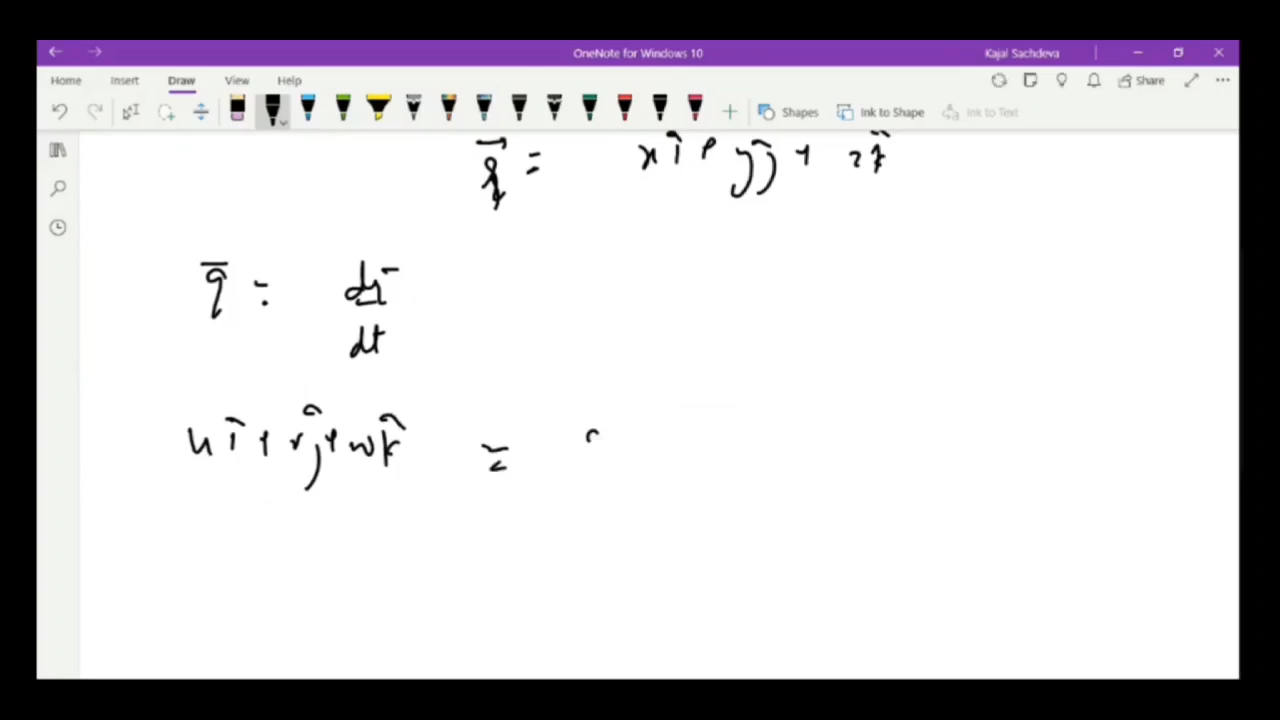 OneNote for Windows 10
Kajal Sachdeva
Home Insert Draw View Help
Share
Shapes Ink to Shape Ink to Text
r⃗ = xî + yĵ + zk̂
q̄ = dr̄
dt
uî + vĵ + wk̂ =